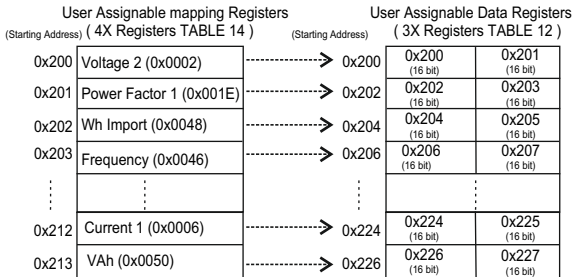 User Assignable mapping Registers
(Starting Address) ( 4X Registers TABLE 14 )
User Assignable Data Registers
(Starting Address) ( 3X Registers TABLE 12 )
0x200 Voltage 2 (0x0002) 0x200 0x200 (16 bit) 0x201 (16 bit)
0x201 Power Factor 1 (0x001E) 0x202 0x202 (16 bit) 0x203 (16 bit)
0x202 Wh Import (0x0048) 0x204 0x204 (16 bit) 0x205 (16 bit)
0x203 Frequency (0x0046) 0x206 0x206 (16 bit) 0x207 (16 bit)
0x212 Current 1 (0x0006) 0x224 0x224 (16 bit) 0x225 (16 bit)
0x213 VAh (0x0050) 0x226 0x226 (16 bit) 0x227 (16 bit)